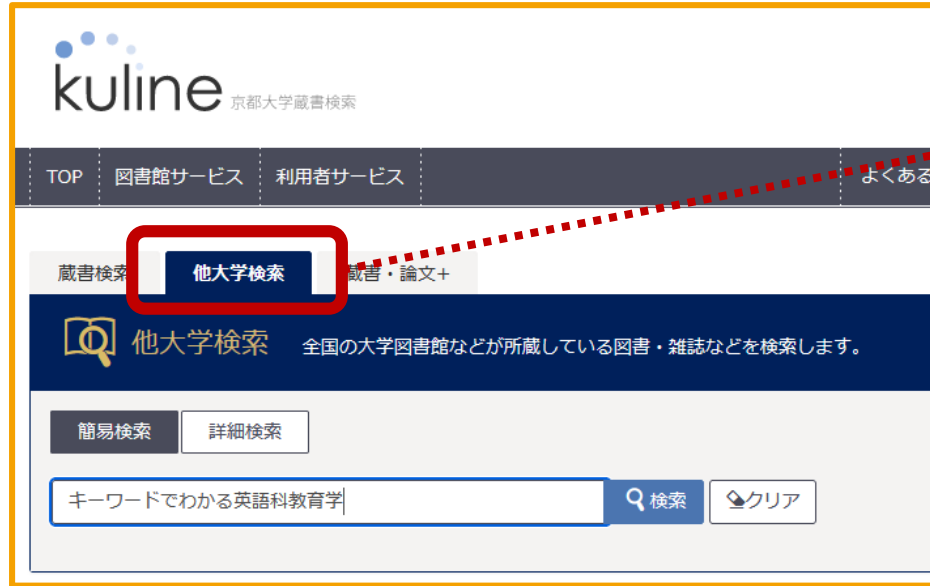 kuline 京都大学蔵書検索
TOP 図書館サービス 利用者サービス よくある
蔵書検索 他大学検索 蔵書・論文+
他大学検索 全国の大学図書館などが所蔵している図書・雑誌などを検索します。
簡易検索 詳細検索
キーワードでわかる英語科教育学 検索 クリア